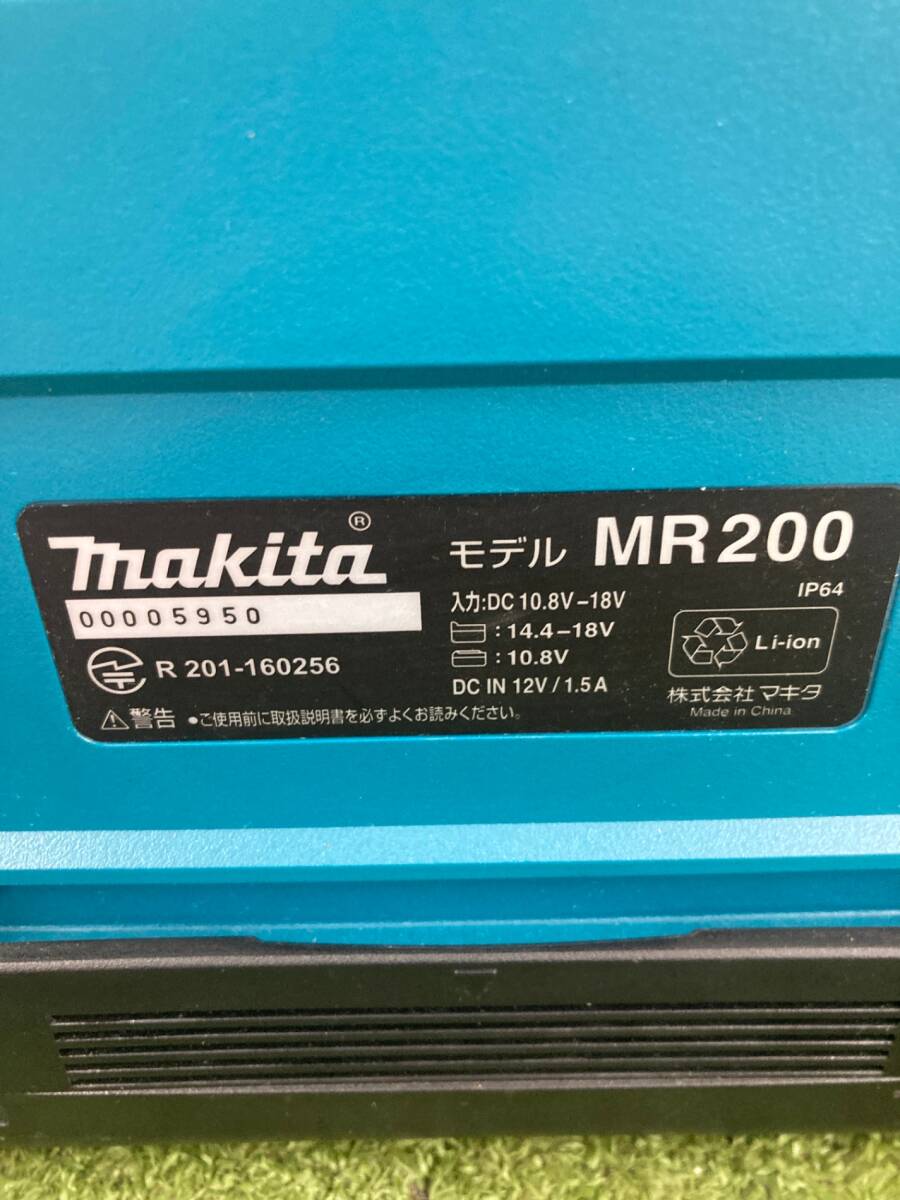 makita®
00005950
R 201-160256
⚠警告 ●ご使用前に取扱説明書を必ずよくお読みください。
モデル MR200
IP64
入力:DC 10.8V-18V
: 14.4-18V
: 10.8V
DC IN 12V/1.5A
Li-ion
株式会社マキタ
Made in China